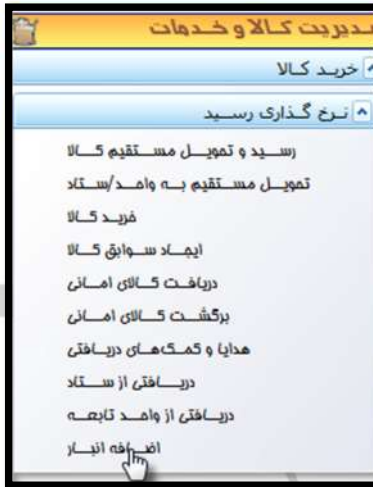 مدیریت کالا و خدمات
خرید کالا
نرخ گذاری رسید
رسید و تحویل مستقیم کالا
تحویل مستقیم به واحد/ستاد
خرید کالا
ایجاد سوابق کالا
دریافت کالای امانی
برگشت کالای امانی
هدایا و کمک‌های دریافتی
دریافتی از ستاد
دریافتی از واحد تابعه
اضافه انبار